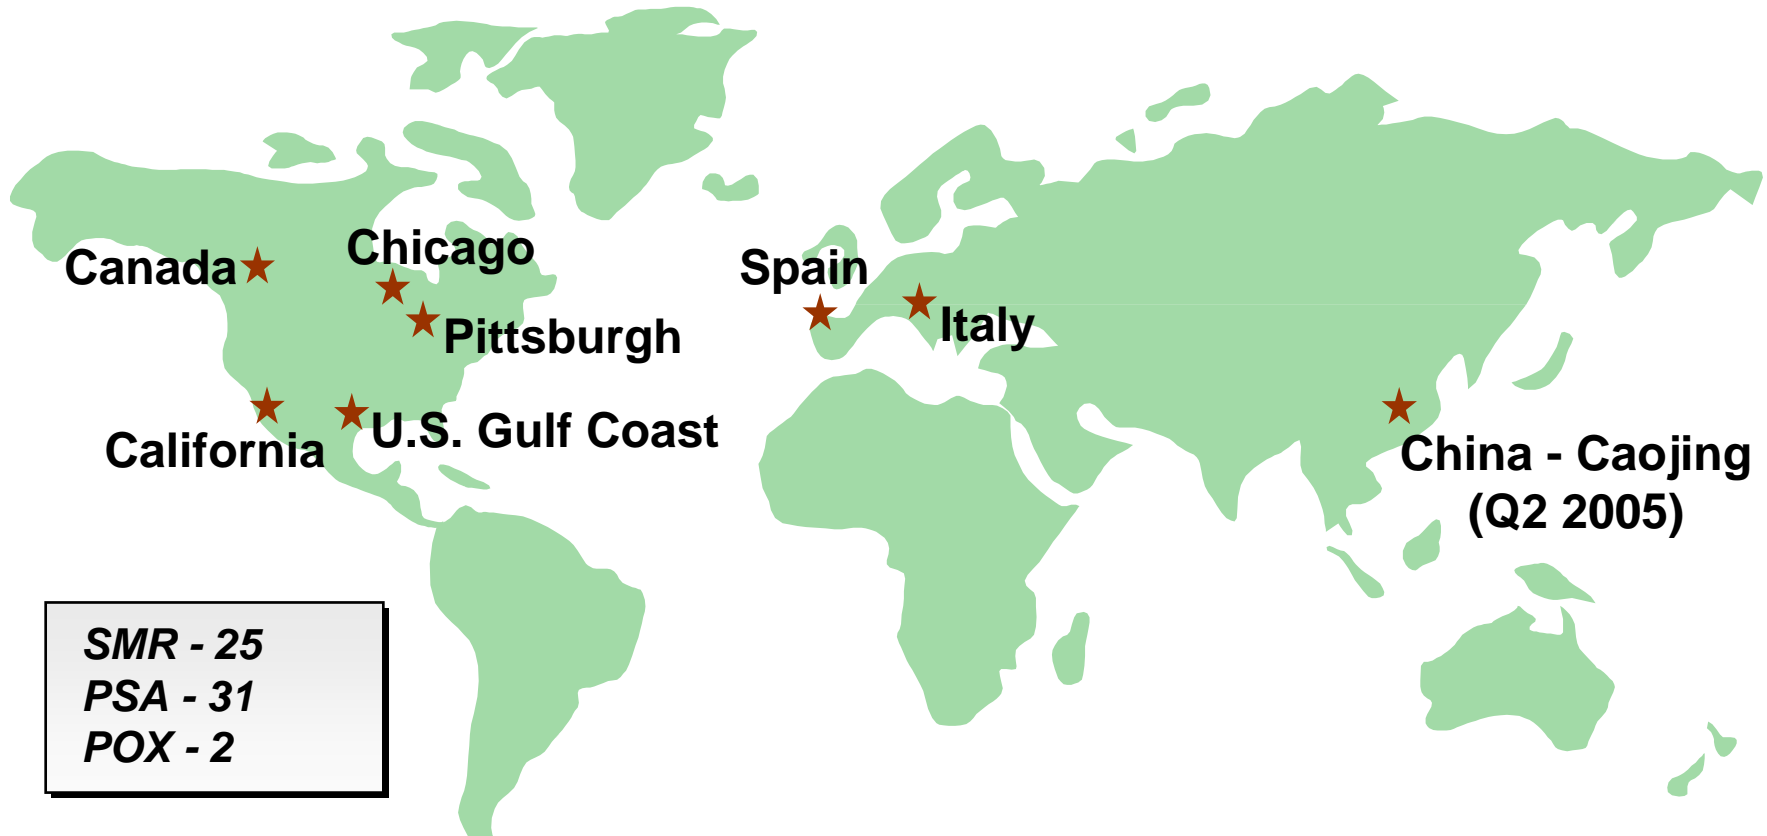 Canada
Chicago
Pittsburgh
California
U.S. Gulf Coast
Spain
Italy
China - Caojing
(Q2 2005)
SMR - 25
PSA - 31
POX - 2